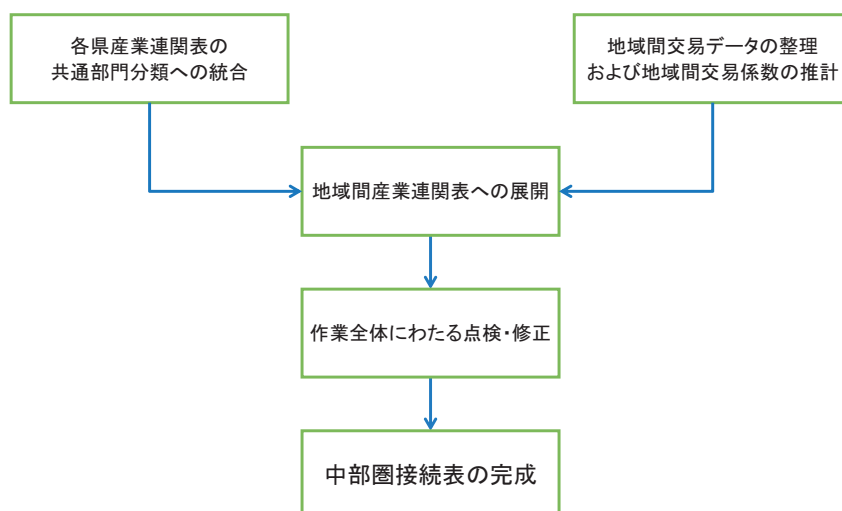 各県産業連関表の
共通部門分類への統合
地域間交易データの整理
および地域間交易係数の推計
地域間産業連関表への展開
作業全体にわたる点検・修正
中部圏接続表の完成